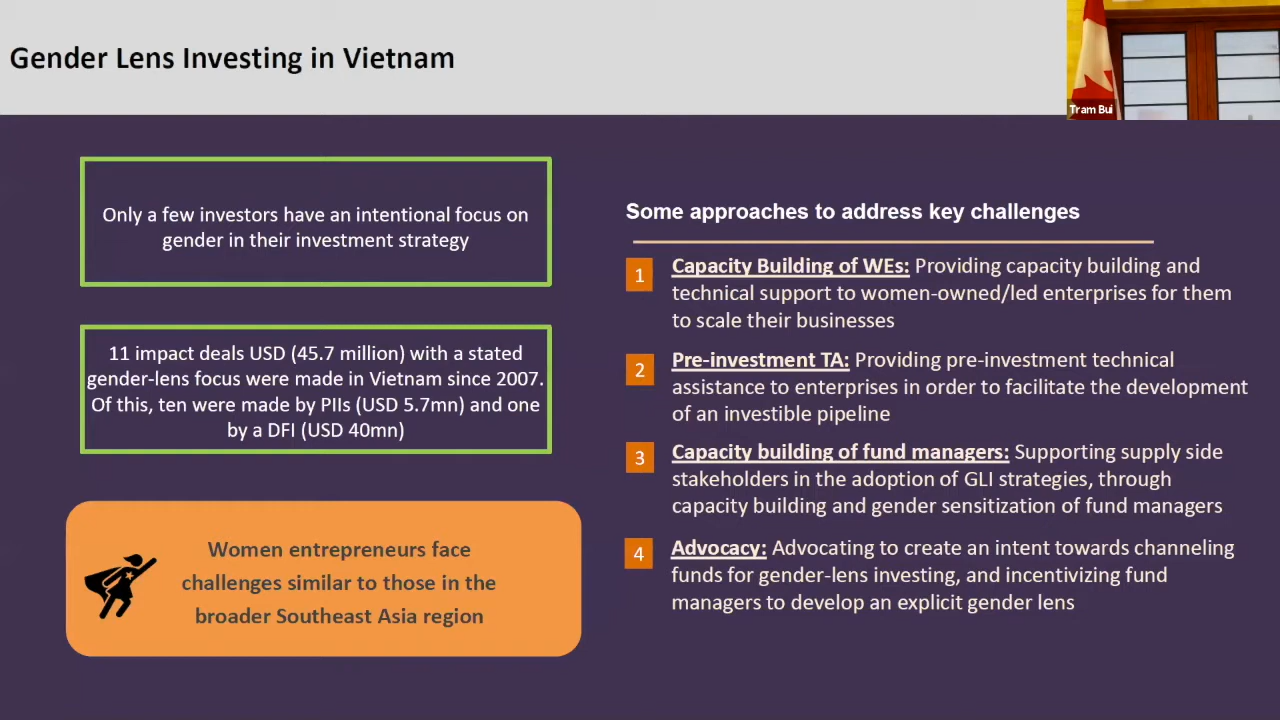 Gender Lens Investing in Vietnam
Tram Bui
Only a few investors have an intentional focus on
gender in their investment strategy
11 impact deals USD (45.7 million) with a stated
gender-lens focus were made in Vietnam since 2007.
Of this, ten were made by PIIs (USD 5.7mn) and one
by a DFI (USD 40mn)
Women entrepreneurs face
challenges similar to those in the
broader Southeast Asia region
Some approaches to address key challenges
1 Capacity Building of WEs: Providing capacity building and
technical support to women-owned/led enterprises for them
to scale their businesses
2 Pre-investment TA: Providing pre-investment technical
assistance to enterprises in order to facilitate the development
of an investible pipeline
3 Capacity building of fund managers: Supporting supply side
stakeholders in the adoption of GLI strategies, through
capacity building and gender sensitization of fund managers
4 Advocacy: Advocating to create an intent towards channeling
funds for gender-lens investing, and incentivizing fund
managers to develop an explicit gender lens